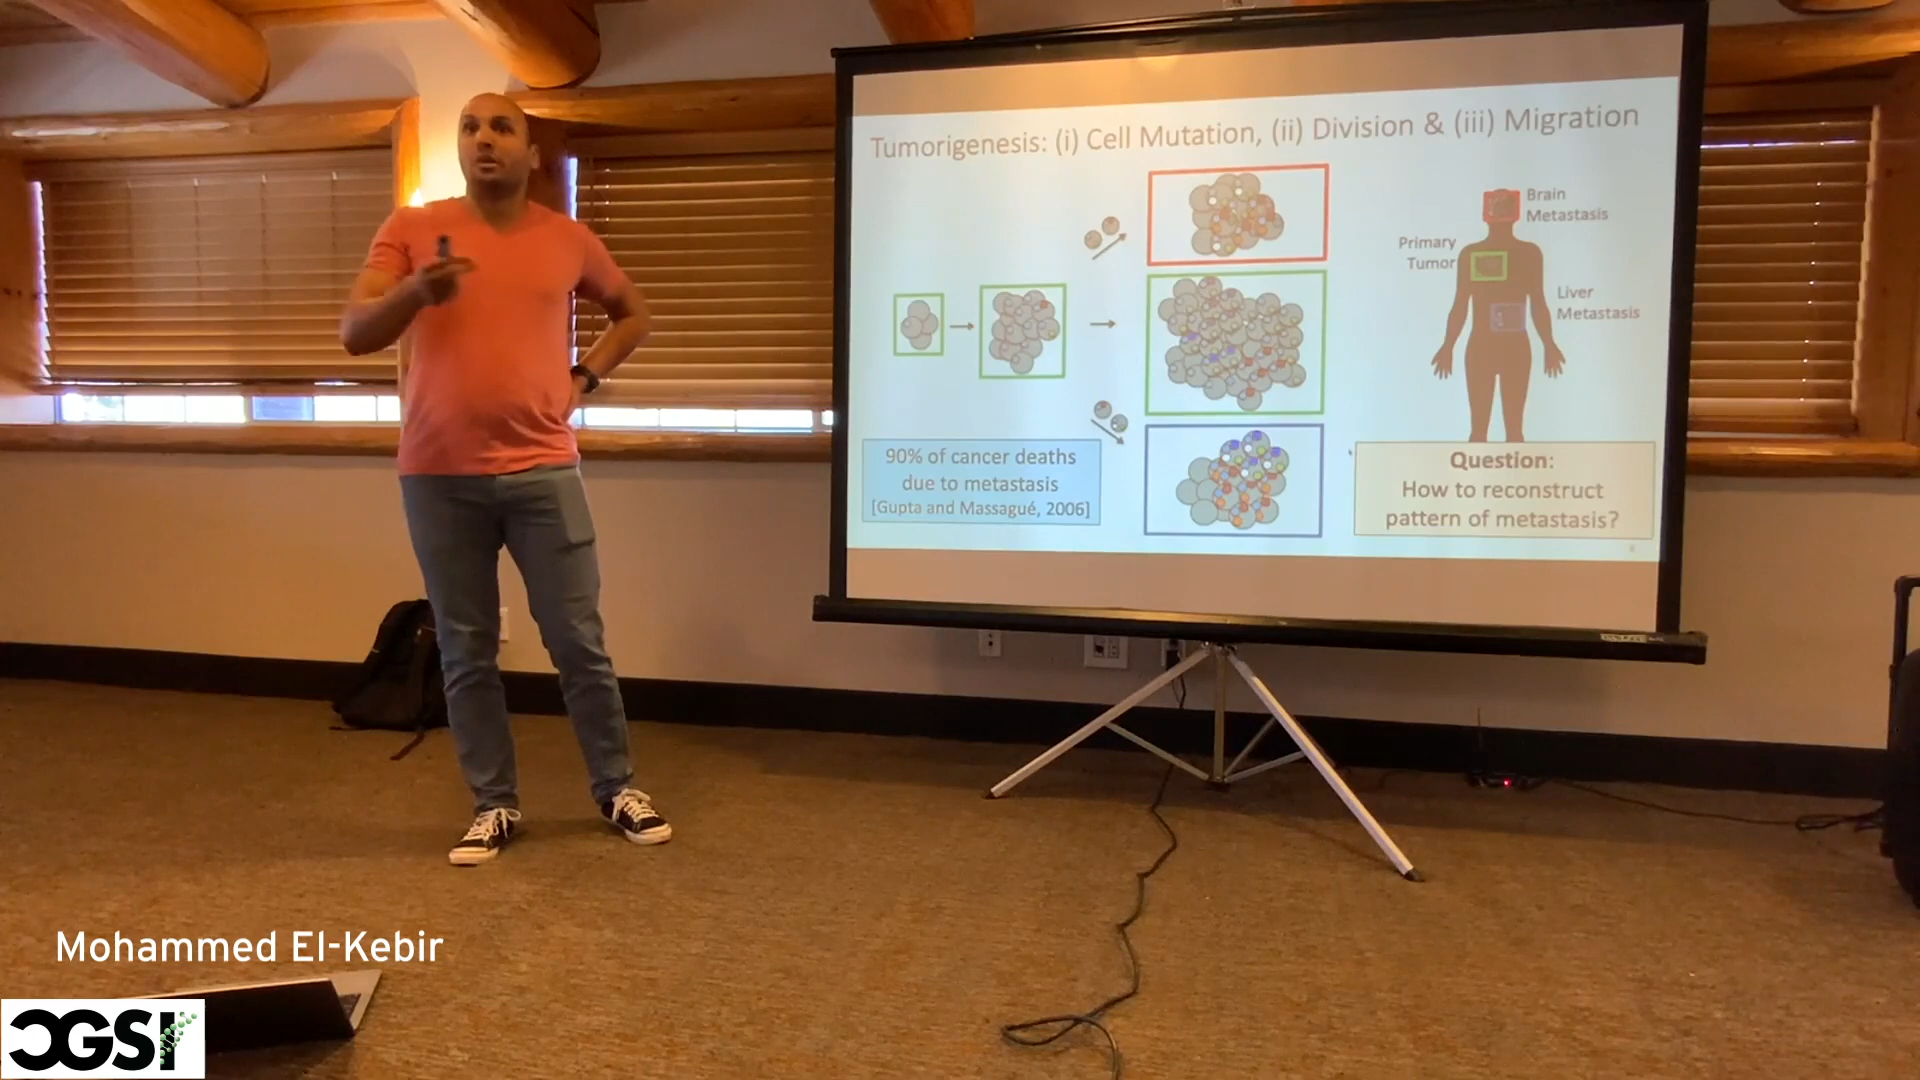 Tumorigenesis: (i) Cell Mutation, (ii) Division & (iii) Migration
Brain
Metastasis
Primary
Tumor
Liver
Metastasis
90% of cancer deaths
due to metastasis
[Gupta and Massagué, 2006]
Question:
How to reconstruct
pattern of metastasis?
Mohammed El-Kebir
CGSI